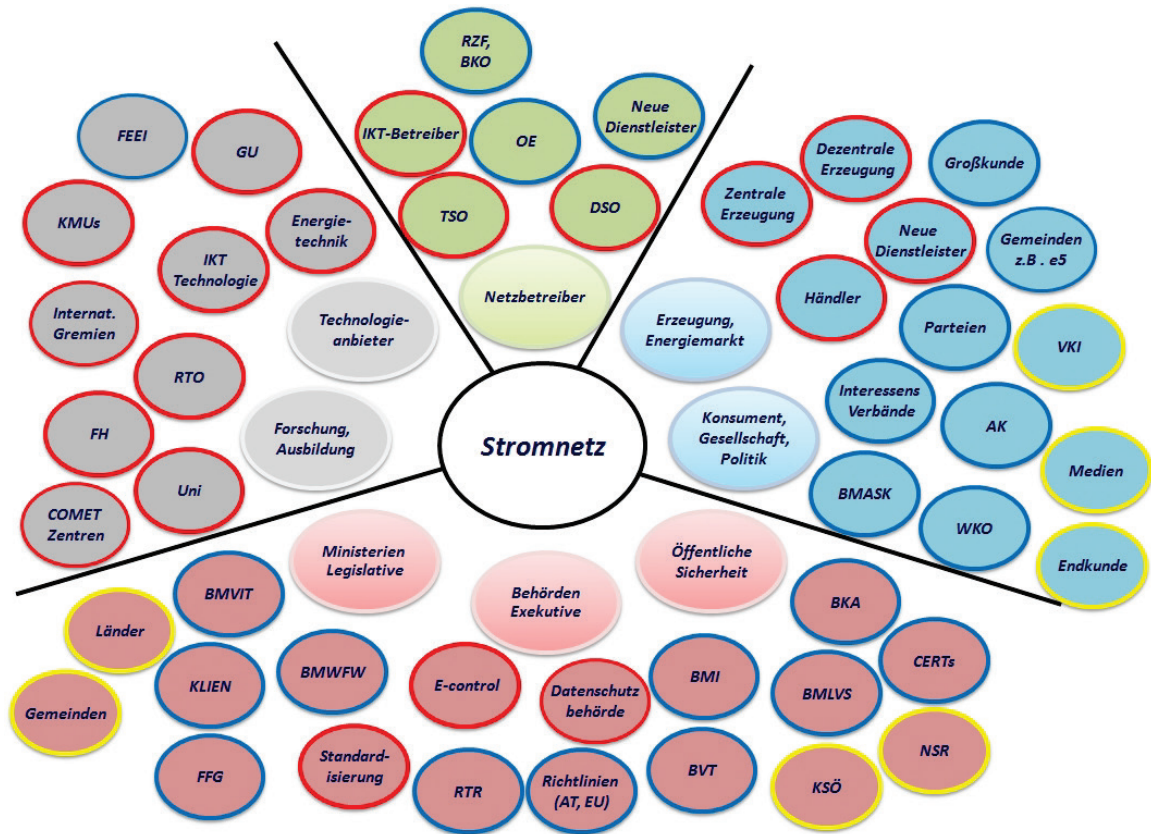 RZF,
BKO
Neue
Dienstleister
IKT-Betreiber
OE
TSO
DSO
Netzbetreiber
FEEI
GU
KMUs
Energie-
technik
IKT
Technologie
Internat.
Gremien
Technologie-
anbieter
RTO
FH
Forschung,
Ausbildung
Uni
COMET
Zentren
Dezentrale
Erzeugung
Großkunde
Zentrale
Erzeugung
Neue
Dienstleister
Gemeinden
z.B . e5
Händler
Erzeugung,
Energiemarkt
Parteien
VKI
Interessens
Verbände
Konsument,
Gesellschaft,
Politik
AK
Medien
BMASK
WKO
Endkunde
Stromnetz
Ministerien
Legislative
Behörden
Exekutive
Öffentliche
Sicherheit
BMVIT
Länder
KLIEN
BMWFW
Gemeinden
FFG
E-control
Datenschutz
behörde
Standard-
isierung
RTR
Richtlinien
(AT, EU)
BMI
BVT
BKA
CERTs
BMLVS
NSR
KSÖ